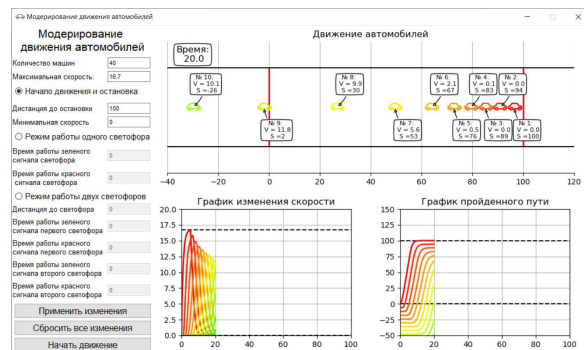 Модерирование движения автомобилей
Модерирование
движения автомобилей
Количество машин
40
Максимальная скорость:
16.7
Начало движения и остановка
Дистанция до остановки
100
Минимальная скорость
0
Режим работы одного светофора
Время работы зеленого
сигнала светофора
0
Время работы красного
сигнала светофора
0
Режим работы двух светофоров
Дистанция до светофора
0
Время работы зеленого
сигнала первого светофора
0
Время работы красного
сигнала первого светофора
0
Время работы зеленого
сигнала второго светофора
0
Время работы красного
сигнала второго светофора
0
Применить изменения
Сбросить все изменения
Начать движение
Движение автомобилей
Время:
20.0
№ 10:
V = 10.1
S =-26
№ 9:
V = 11.8
S =-2
№ 8:
V = 9.9
S =30
№ 7:
V = 5.6
S =53
№ 6:
V = 2.1
S =67
№ 5:
V = 0.5
S =76
№ 4:
V = 0.1
S =83
№ 3:
V = 0.0
S =89
№ 2:
V = 0.0
S =94
№ 1:
V = 0.0
S =100
−40 −20 0 20 40 60 80 100 120
График изменения скорости
20.0
17.5
15.0
12.5
10.0
7.5
5.0
2.5
0.0
0 20 40 60 80 100
График пройденного пути
150
125
100
75
50
25
0
−25
−50
0 20 40 60 80 100